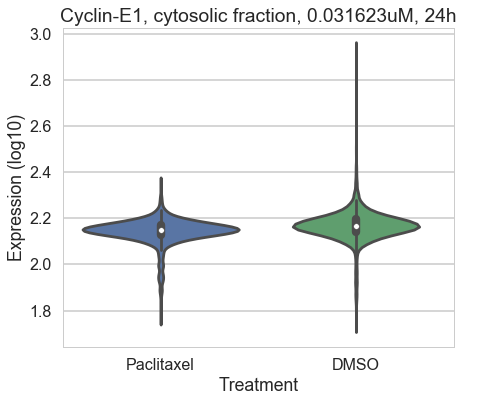 Cyclin-E1, cytosolic fraction, 0.031623uM, 24h
3.0
2.8
2.6
2.4
2.2
2.0
1.8
Expression (log10)
Paclitaxel DMSO
Treatment